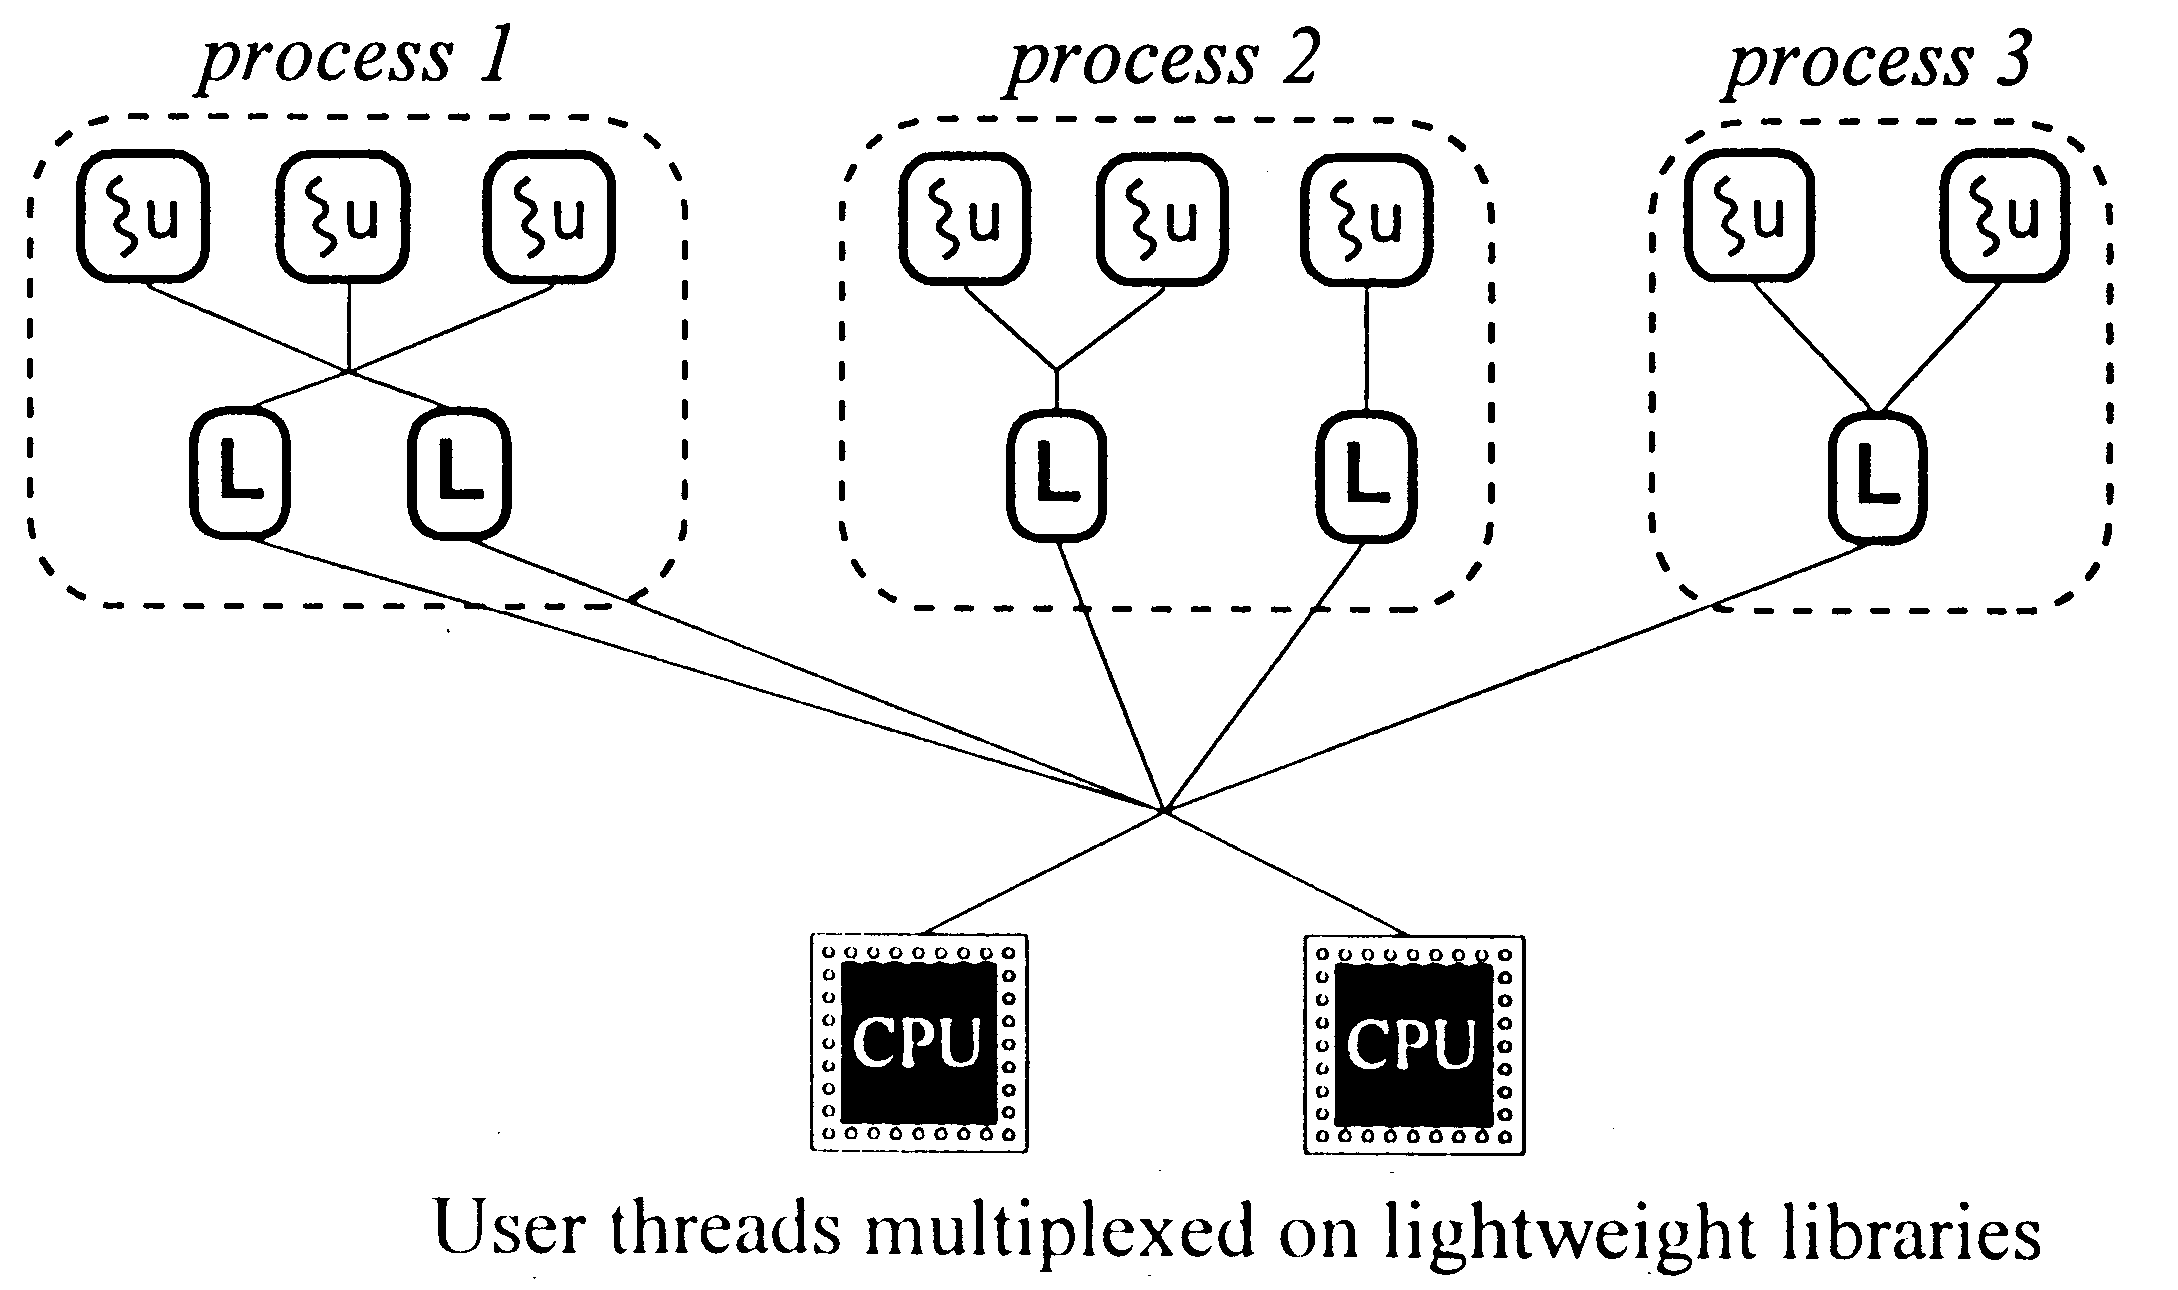 process 1 process 2 process 3
u u u u u u u u
L L L L L
CPU CPU
User threads multiplexed on lightweight libraries